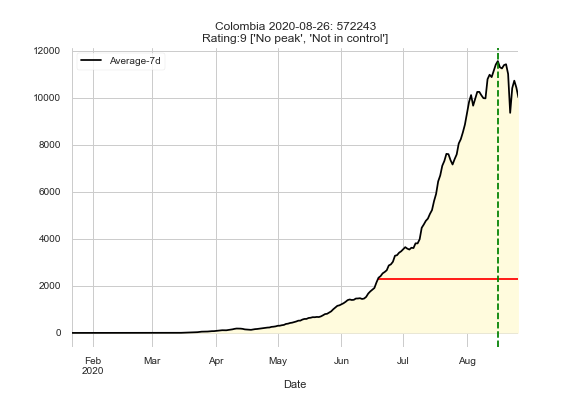 Colombia 2020-08-26: 572243
Rating:9 ['No peak', 'Not in control']
Average-7d
12000
10000
8000
6000
4000
2000
0
Feb Mar Apr May Jun Jul Aug
2020
Date